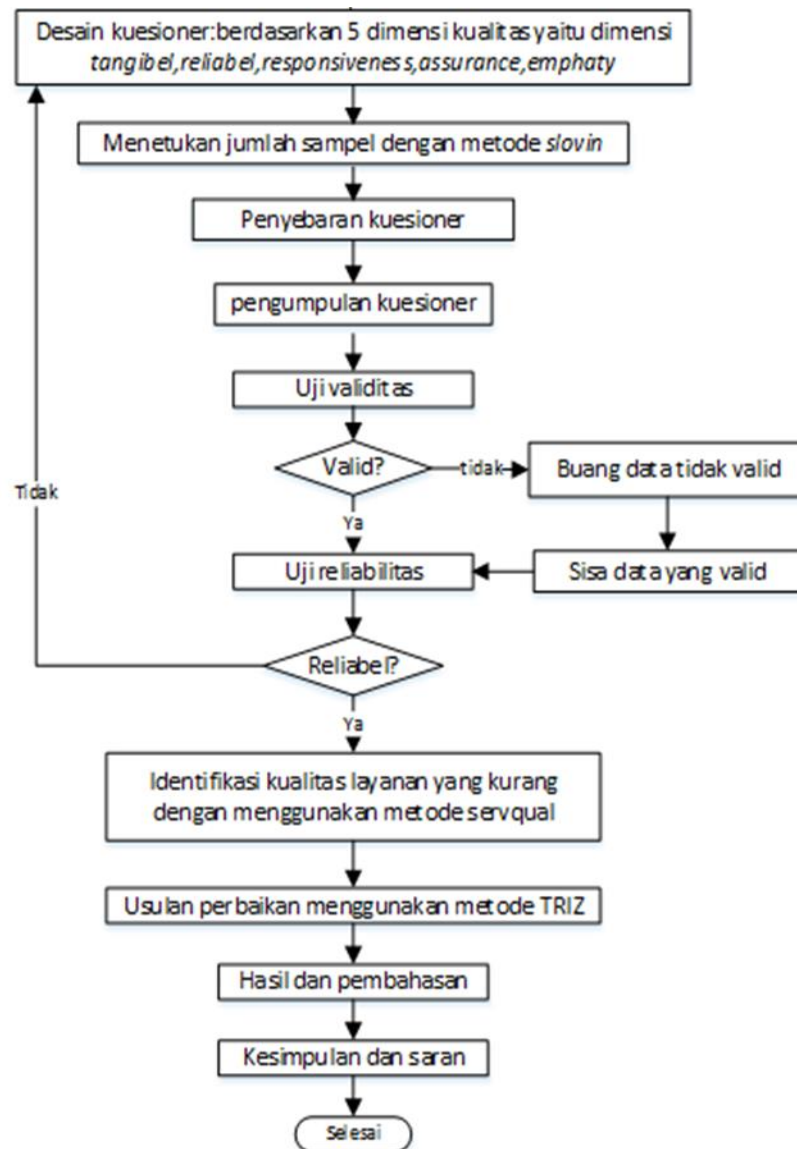 Desain kuesioner:berdasarkan 5 dimensi kualitas yaitu dimensi
tangibel,reliabel,responsiveness,assurance,emphaty
Menetukan jumlah sampel dengan metode slovin
Penyebaran kuesioner
pengumpulan kuesioner
Uji validitas
Valid?
tidak
Buang data tidak valid
Tidak
Ya
Uji reliabilitas
Sisa data yang valid
Reliabel?
Ya
Identifikasi kualitas layanan yang kurang
dengan menggunakan metode servqual
Usulan perbaikan menggunakan metode TRIZ
Hasil dan pembahasan
Kesimpulan dan saran
Selesai